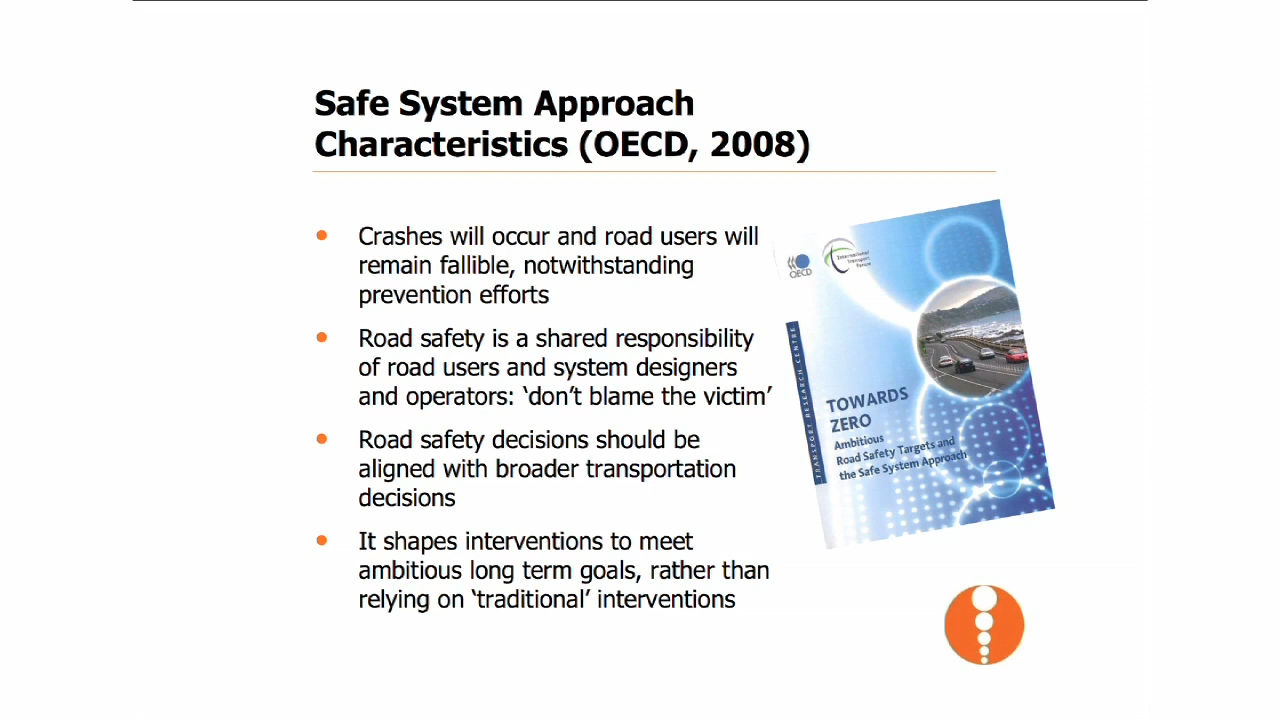 Safe System Approach
Characteristics (OECD, 2008)
Crashes will occur and road users will
remain fallible, notwithstanding
prevention efforts
Road safety is a shared responsibility
of road users and system designers
and operators: ‘don’t blame the victim’
Road safety decisions should be
aligned with broader transportation
decisions
It shapes interventions to meet
ambitious long term goals, rather than
relying on ‘traditional’ interventions
OECD
International
Transport
Forum
TRANSPORT RESEARCH CENTRE
TOWARDS
ZERO
Ambitious
Road Safety Targets and
the Safe System Approach